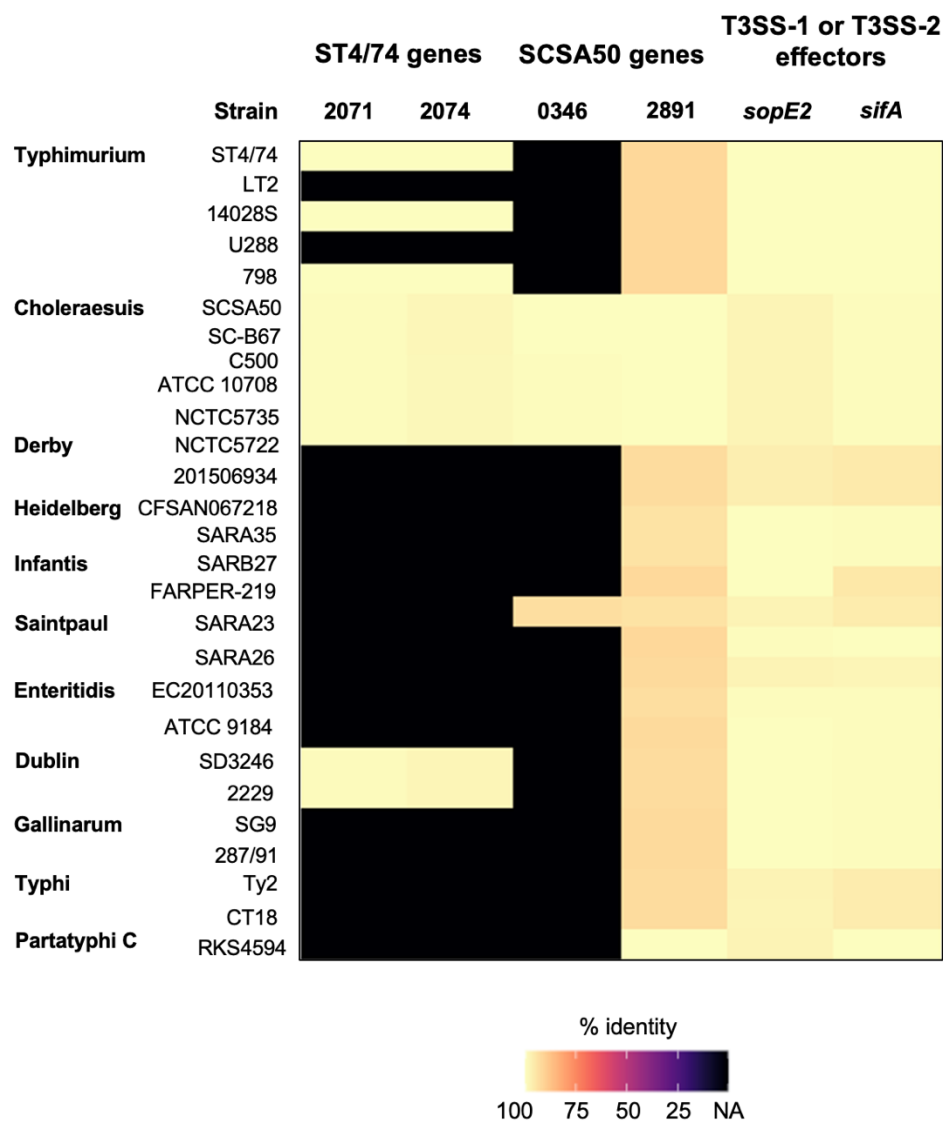 ST4/74 genes SCSA50 genes T3SS-1 or T3SS-2 effectors
Strain 2071 2074 0346 2891 sopE2 sifA
Typhimurium ST4/74
LT2
14028S
U288
798
Choleraesuis SCSA50
SC-B67
C500
ATCC 10708
NCTC5735
Derby NCTC5722
201506934
Heidelberg CFSAN067218
SARA35
Infantis SARB27
FARPER-219
Saintpaul SARA23
SARA26
Enteritidis EC20110353
ATCC 9184
Dublin SD3246
2229
Gallinarum SG9
287/91
Typhi Ty2
CT18
Partatyphi C RKS4594
% identity
100 75 50 25 NA